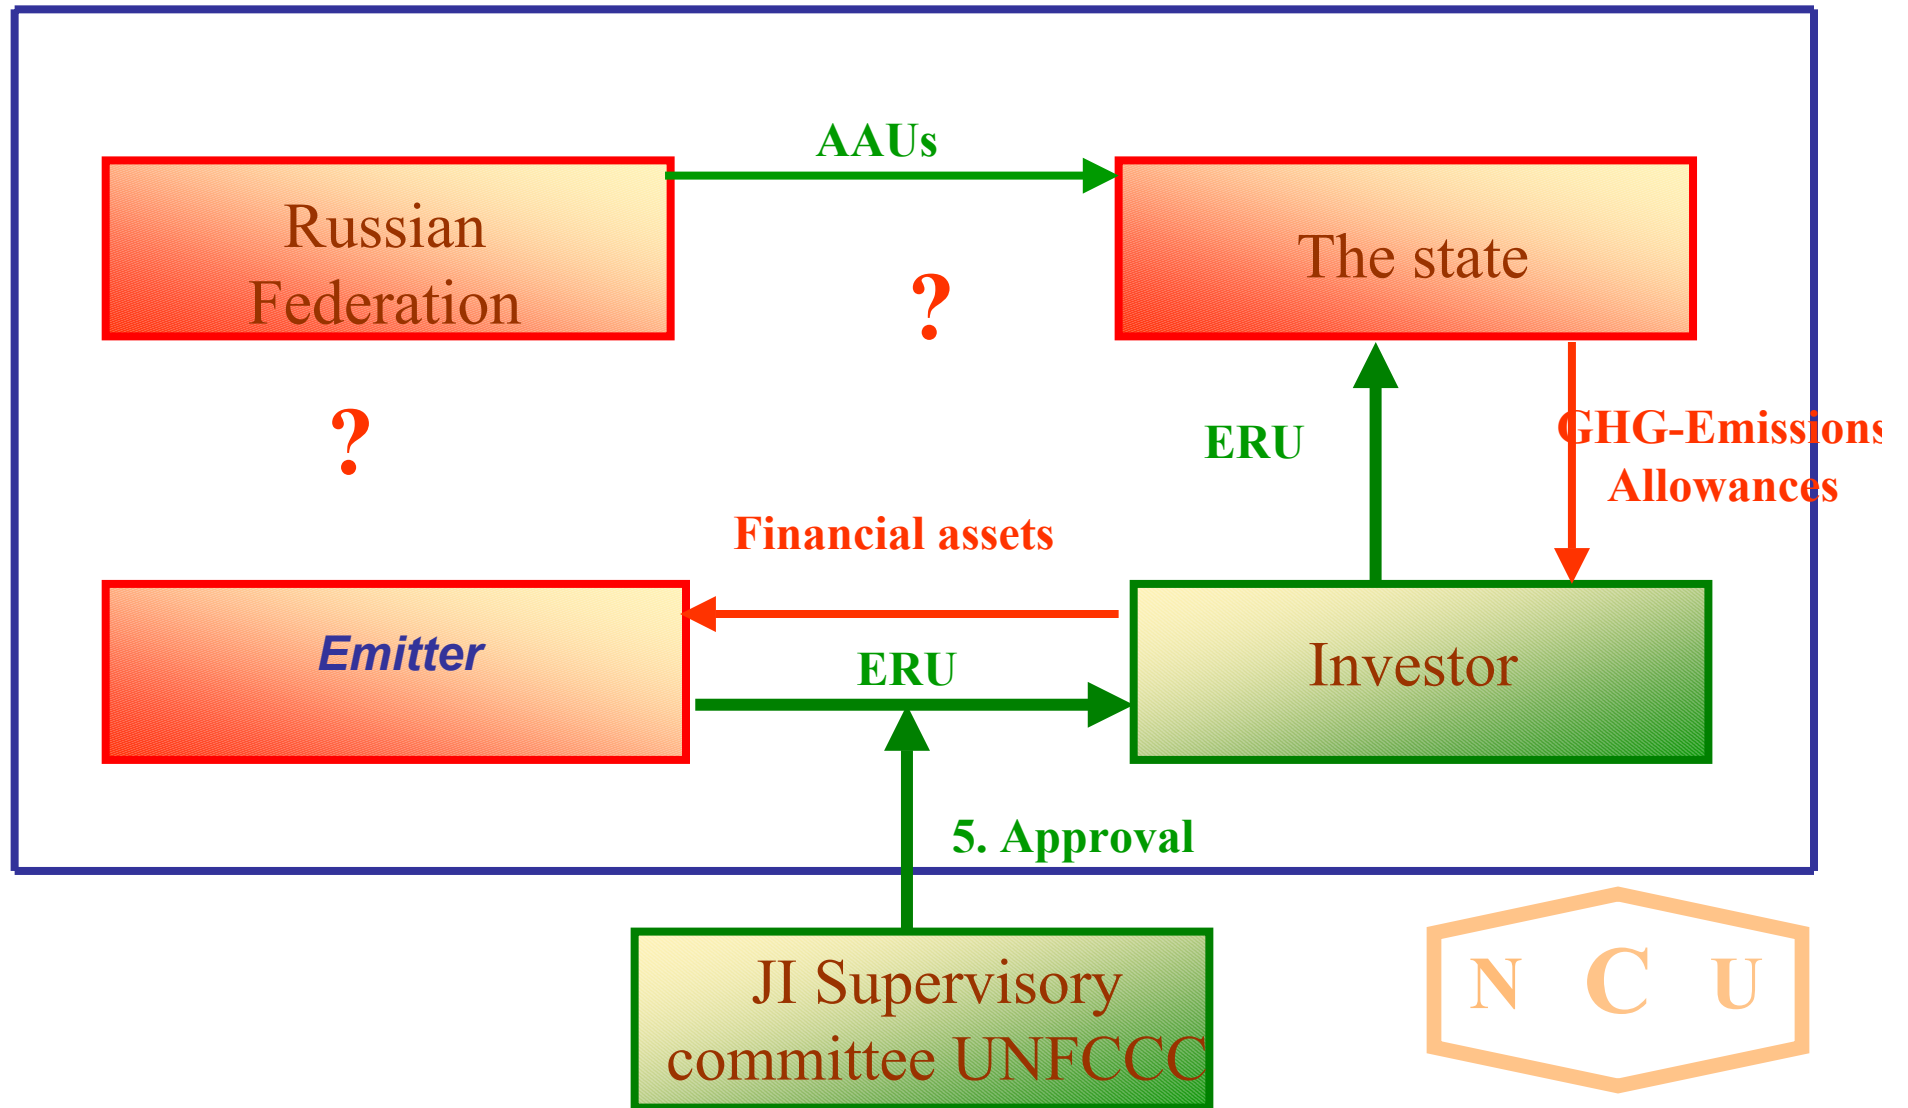 AAUs
Russian
Federation
The state
?
?
ERU
GHG-Emissions
Allowances
Financial assets
Emitter
ERU
Investor
5. Approval
JI Supervisory
committee UNFCCC
N C U